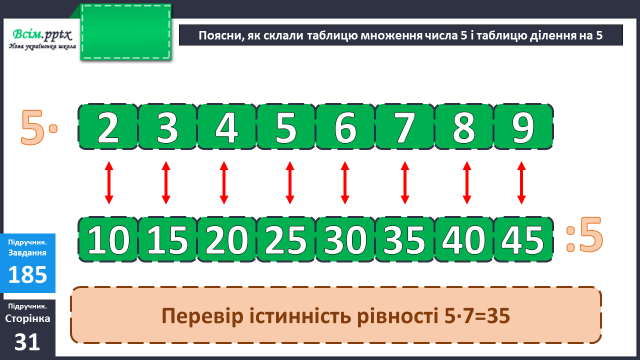 Всім.pptx
Нова українська школа
Поясни, як склали таблицю множення числа 5 і таблицю ділення на 5
5· 2 3 4 5 6 7 8 9
10 15 20 25 30 35 40 45 :5
Підручник.
Завдання
185
Підручник.
Сторінка
31
Перевір істинність рівності 5·7=35